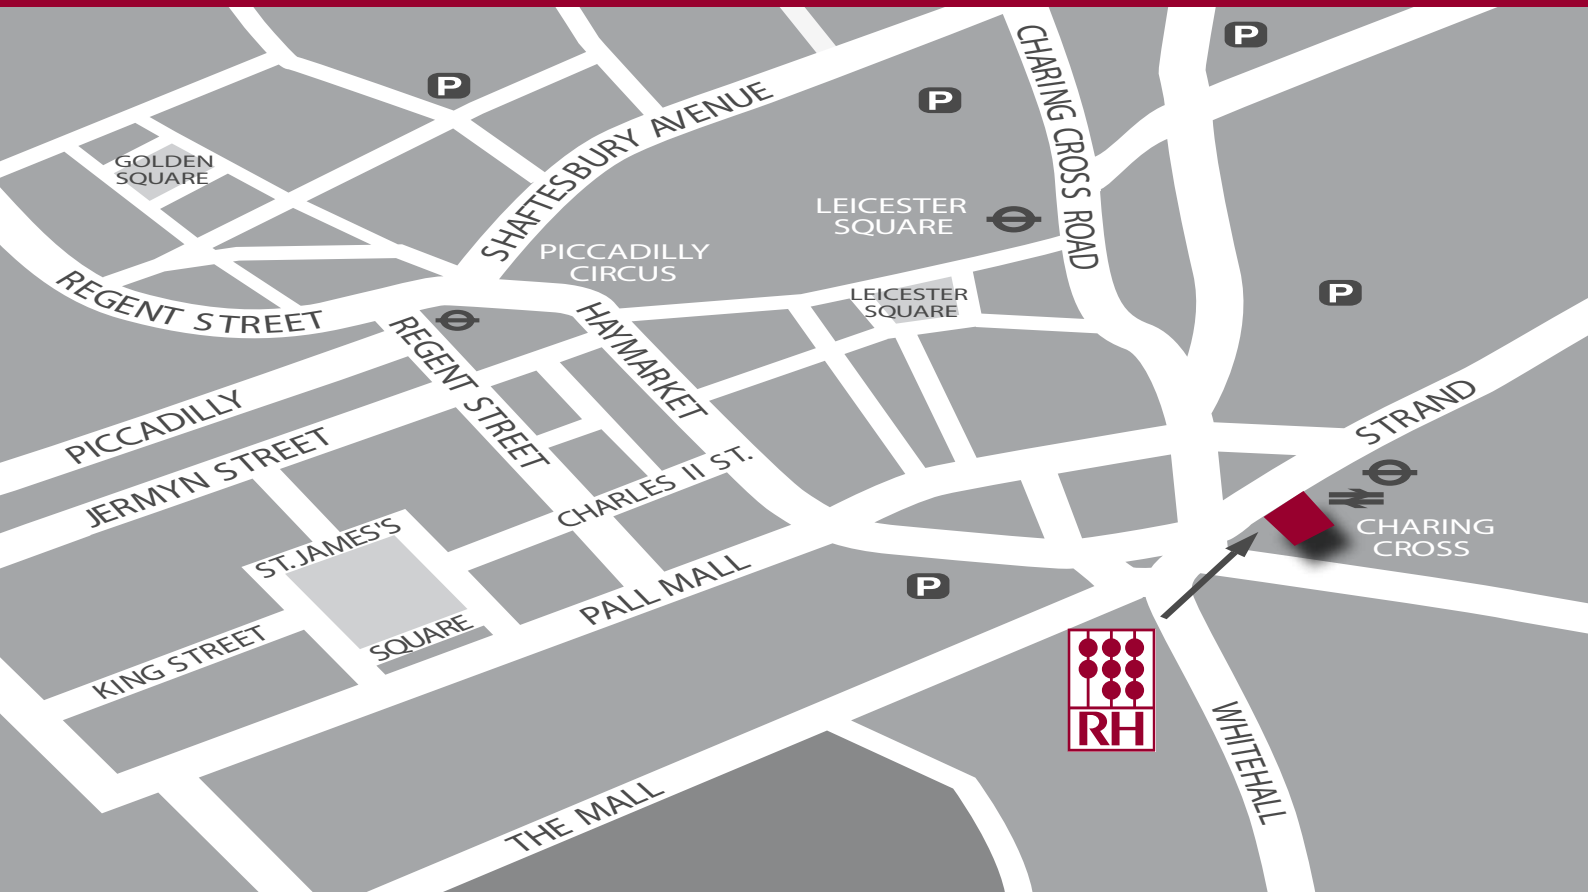 P
P
P
CHARING CROSS ROAD
SHAFTESBURY AVENUE
GOLDEN
SQUARE
LEICESTER
SQUARE
PICCADILLY
CIRCUS
REGENT STREET
LEICESTER
SQUARE
P
HAYMARKET
REGENT STREET
PICCADILLY
JERMYN STREET
STRAND
CHARLES II ST.
ST. JAMES'S
SQUARE
CHARING
CROSS
PALL MALL
P
KING STREET
RH
WHITEHALL
THE MALL